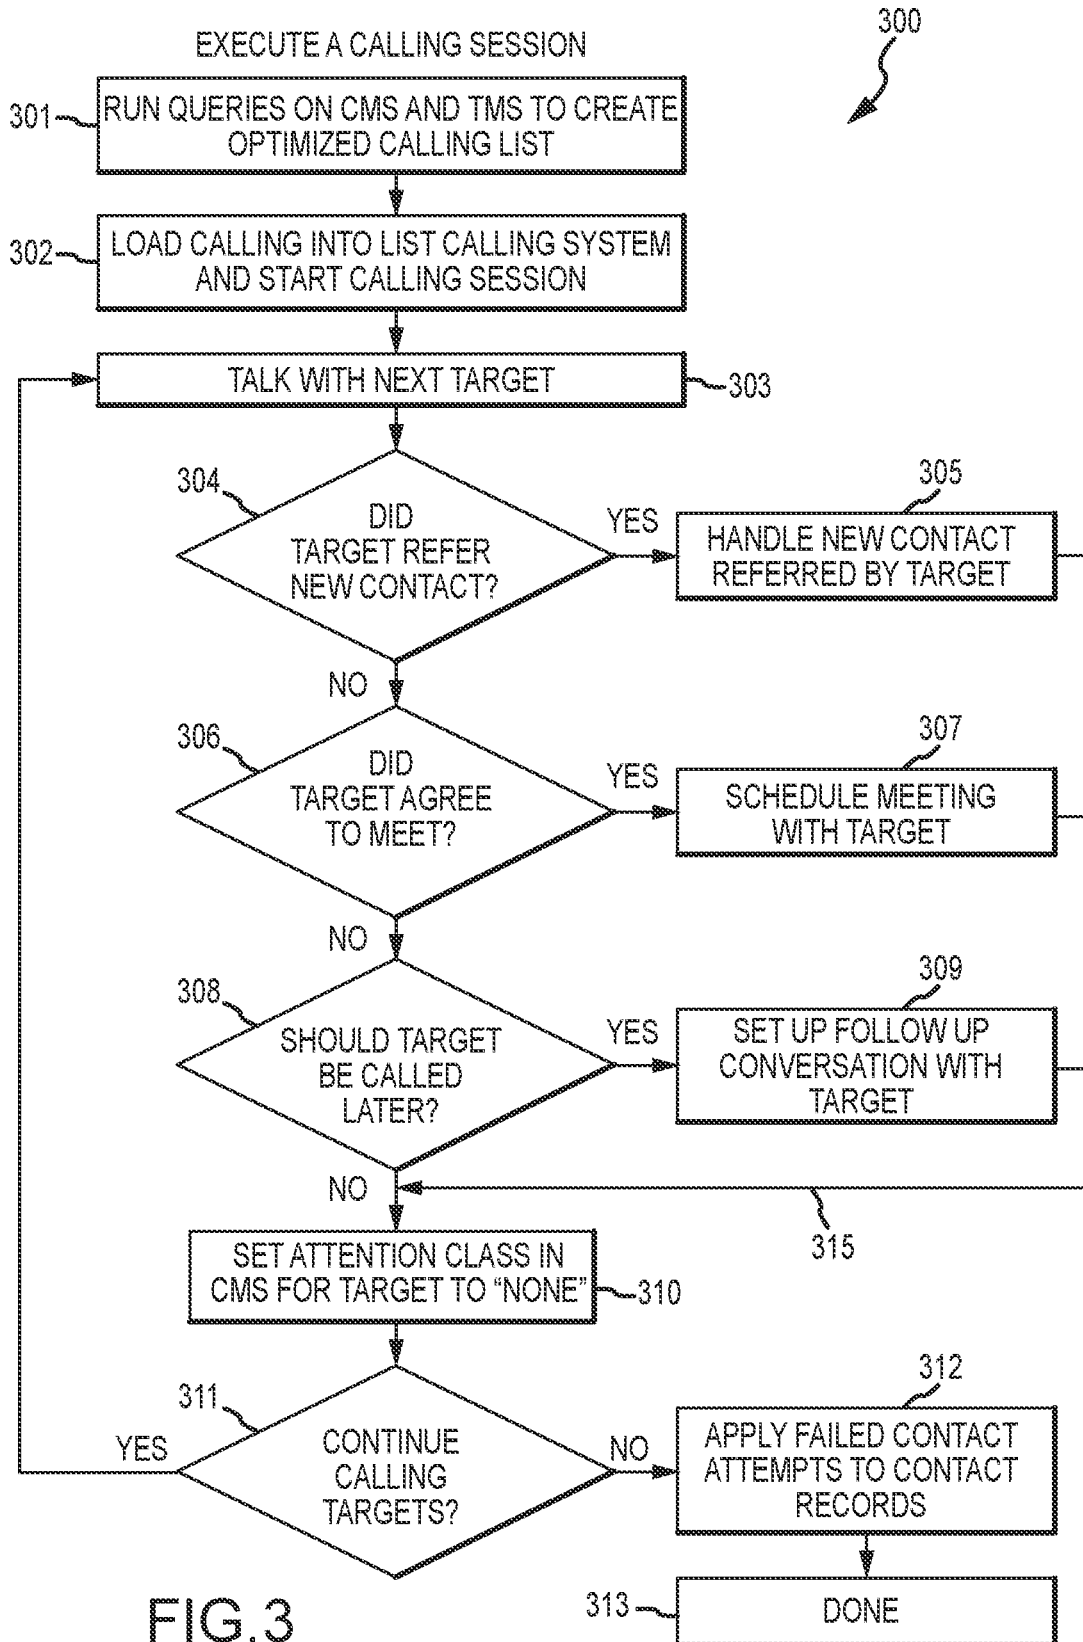 300
EXECUTE A CALLING SESSION
301
RUN QUERIES ON CMS AND TMS TO CREATE
OPTIMIZED CALLING LIST
302
LOAD CALLING INTO LIST CALLING SYSTEM
AND START CALLING SESSION
TALK WITH NEXT TARGET
303
304
DID
TARGET REFER
NEW CONTACT?
YES
305
HANDLE NEW CONTACT
REFERRED BY TARGET
NO
306
DID
TARGET AGREE
TO MEET?
YES
307
SCHEDULE MEETING
WITH TARGET
NO
308
SHOULD TARGET
BE CALLED
LATER?
YES
309
SET UP FOLLOW UP
CONVERSATION WITH
TARGET
NO
315
SET ATTENTION CLASS IN
CMS FOR TARGET TO “NONE”
310
311
YES
CONTINUE
CALLING
TARGETS?
NO
312
APPLY FAILED CONTACT
ATTEMPTS TO CONTACT
RECORDS
313
DONE
FIG.3